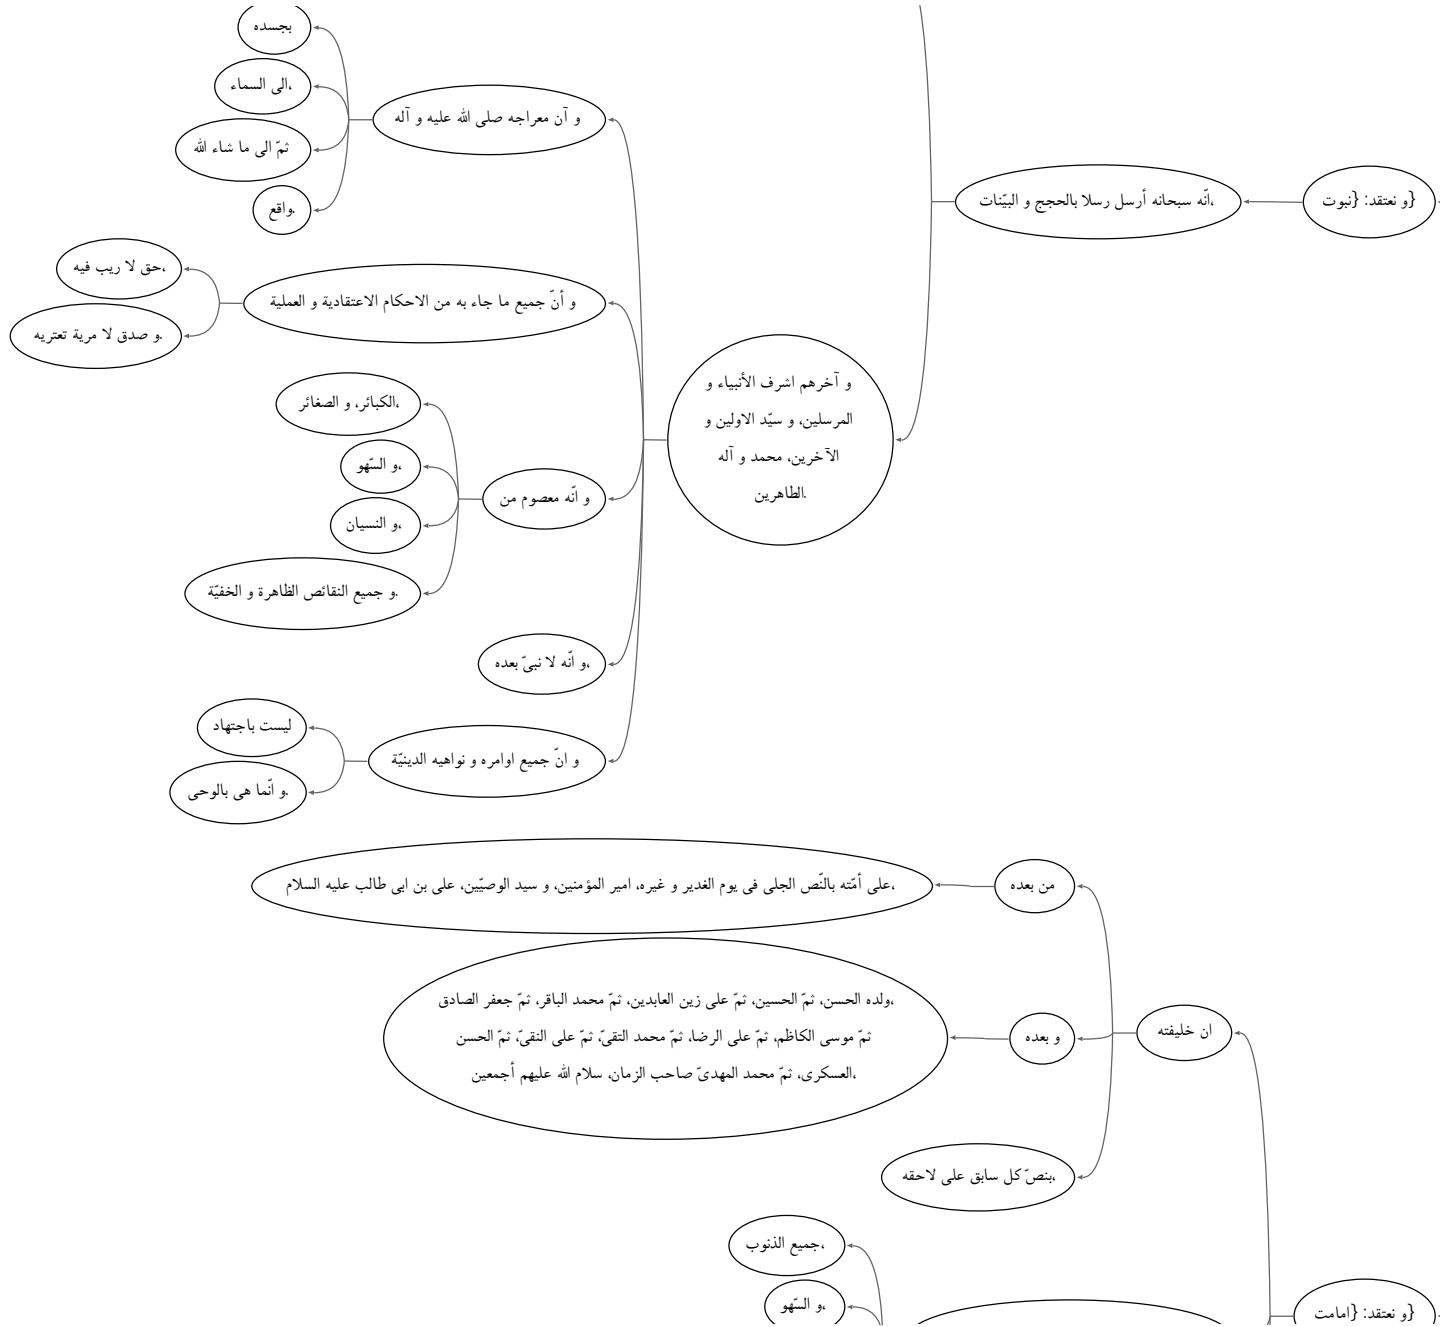 و نعتقد: {نبوت}
انّه سبحانه أرسل رسلا بالحجج و البيّنات،
و آخرهم اشرف الأنبياء و
المرسلين، و سيّد الاولين و
الآخرين، محمد و آله
الطاهرين.
و آن معراجه صلى الله عليه و آله
بجسده
الى السماء،
ثمّ الى ما شاء الله
واقع.
و أنّ جميع ما جاء به من الاحكام الاعتقادية و العملية
حق لا ريب فيه،
و صدق لا مرية تعتريه.
و انّه معصوم من
الكبائر، و الصغائر،
و السّهو،
و النسيان،
و جميع النقائص الظاهرة و الخفيّة.
و انّه لا نبىّ بعده،
و انّ جميع اوامره و نواهيه الدينيّة
ليست باجتهاد
و انّما هى بالوحى.
و نعتقد: {امامت}
ان خليفته
من بعده
على أمّته بالنّص الجلى فى يوم الغدير و غيره، امير المؤمنين، و سيد الوصيّين، على بن ابى طالب عليه السلام،
و بعده
ولده الحسن، ثمّ الحسين، ثمّ على زين العابدين، ثمّ محمد الباقر، ثمّ جعفر الصادق،
ثمّ موسى الكاظم، ثمّ على الرضا، ثمّ محمد التقىّ، ثمّ على النقىّ، ثمّ الحسن
العسكرى، ثمّ محمد المهدىّ صاحب الزمان، سلام الله عليهم أجمعين،
بنصّ كل سابق على لاحقه،
جميع الذنوب،
و السّهو،